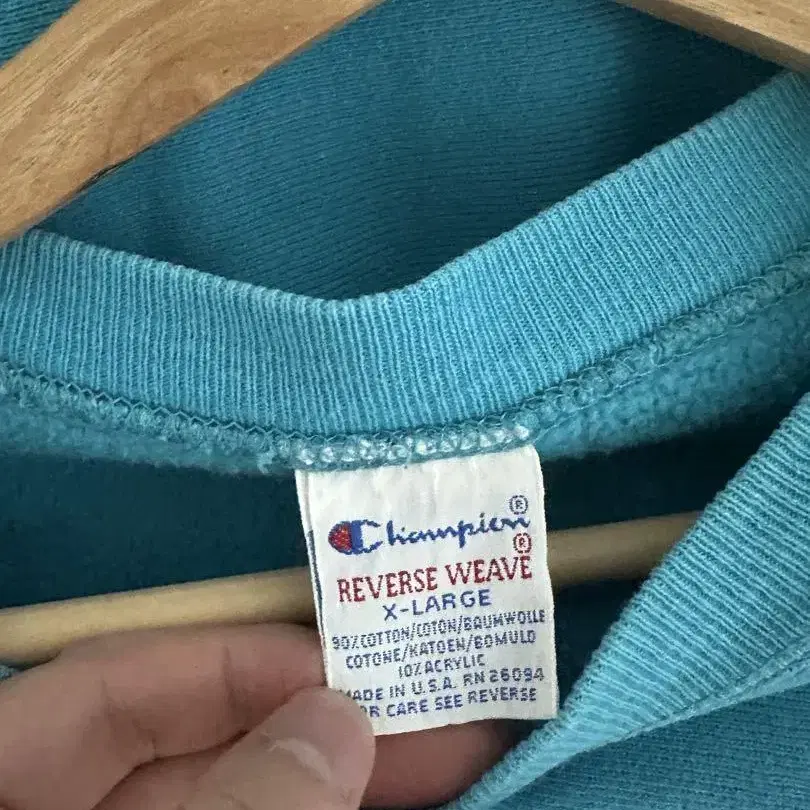 Champion®
REVERSE WEAVE®
X-LARGE
90%COTTON/COTON/BAUMWOLLE
COTONE/KATOEN/BOMULD
10%ACRYLIC
MADE IN U.S.A. RN 26094
FOR CARE SEE REVERSE